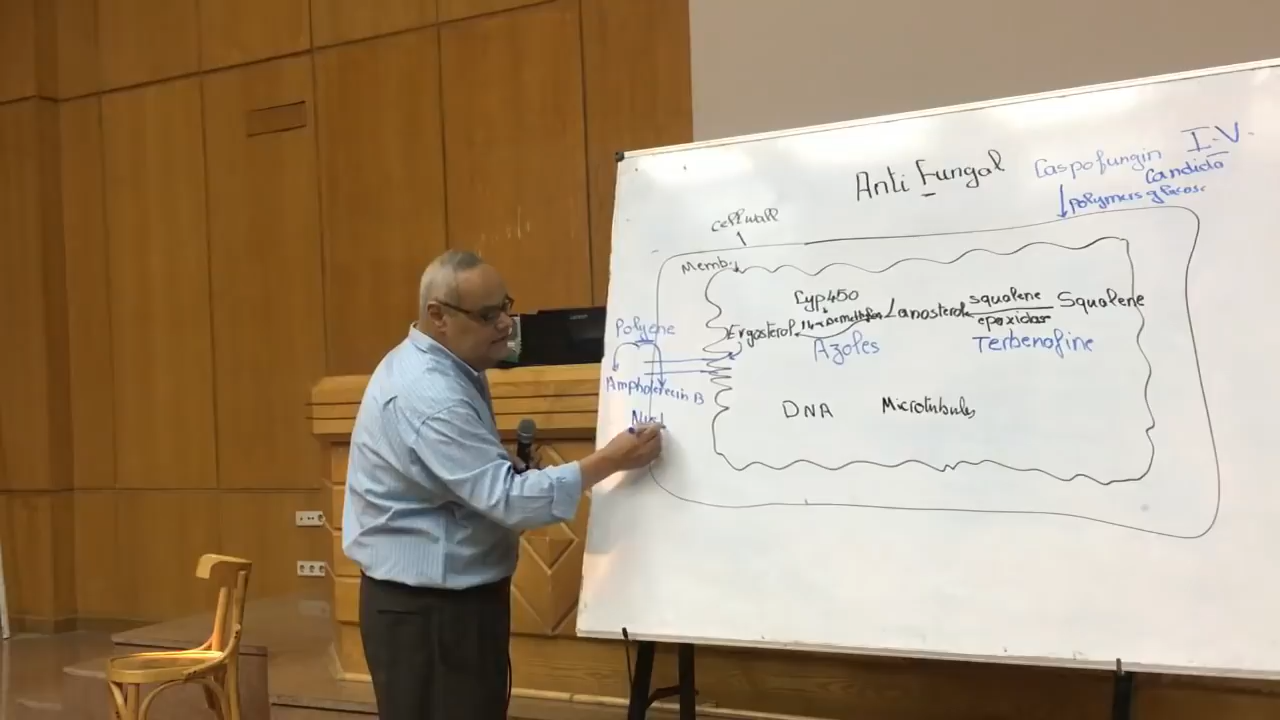 Anti Fungal
Caspofungin I.V.
Candida
polymers glucose
cell wall
Memb.
Cyp450
Ergosterol 14-α Demethylase Lanosterol squalene Squalene
epoxidase
Azoles
Terbenafine
Polyene
Amphoterecin B
DNA Microtubules